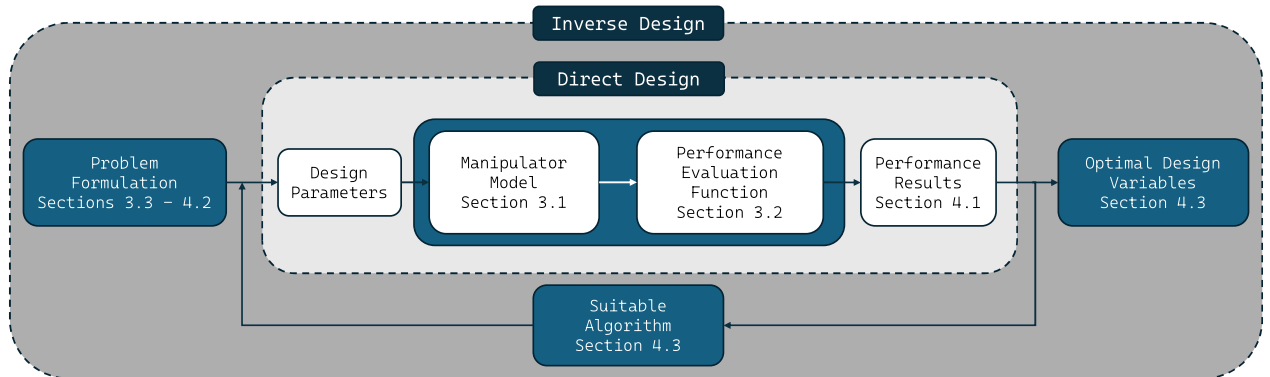 Inverse Design
Direct Design
Problem
Formulation
Sections 3.3 – 4.2
Design
Parameters
Manipulator
Model
Section 3.1
Performance
Evaluation
Function
Section 3.2
Performance
Results
Section 4.1
Optimal Design
Variables
Section 4.3
Suitable
Algorithm
Section 4.3